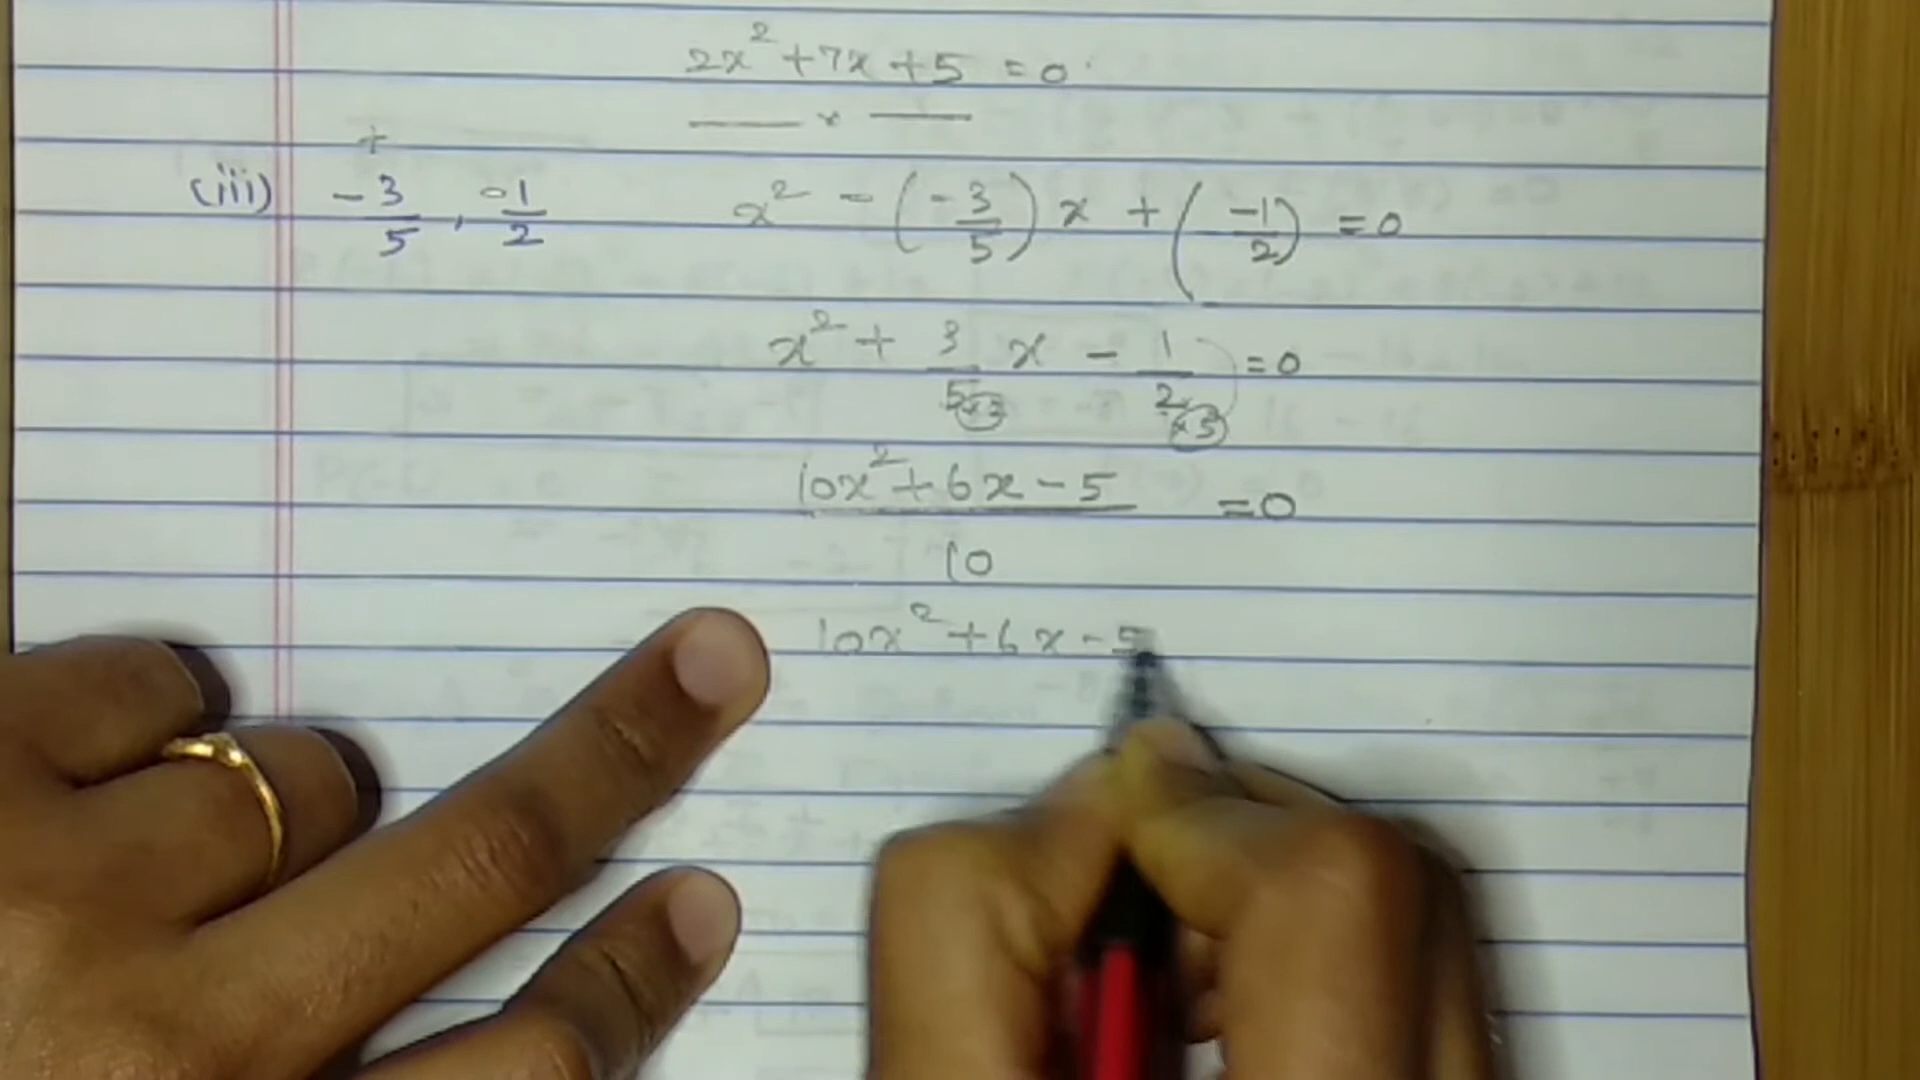 2x² + 7x + 5 = 0
+
(iii) -3/5 , -1/2 x² - (-3/5) x + (-1/2) = 0
x² + 3/5 x - 1/2 = 0
10x² + 6x - 5 / 10 = 0
10x² + 6x - 5